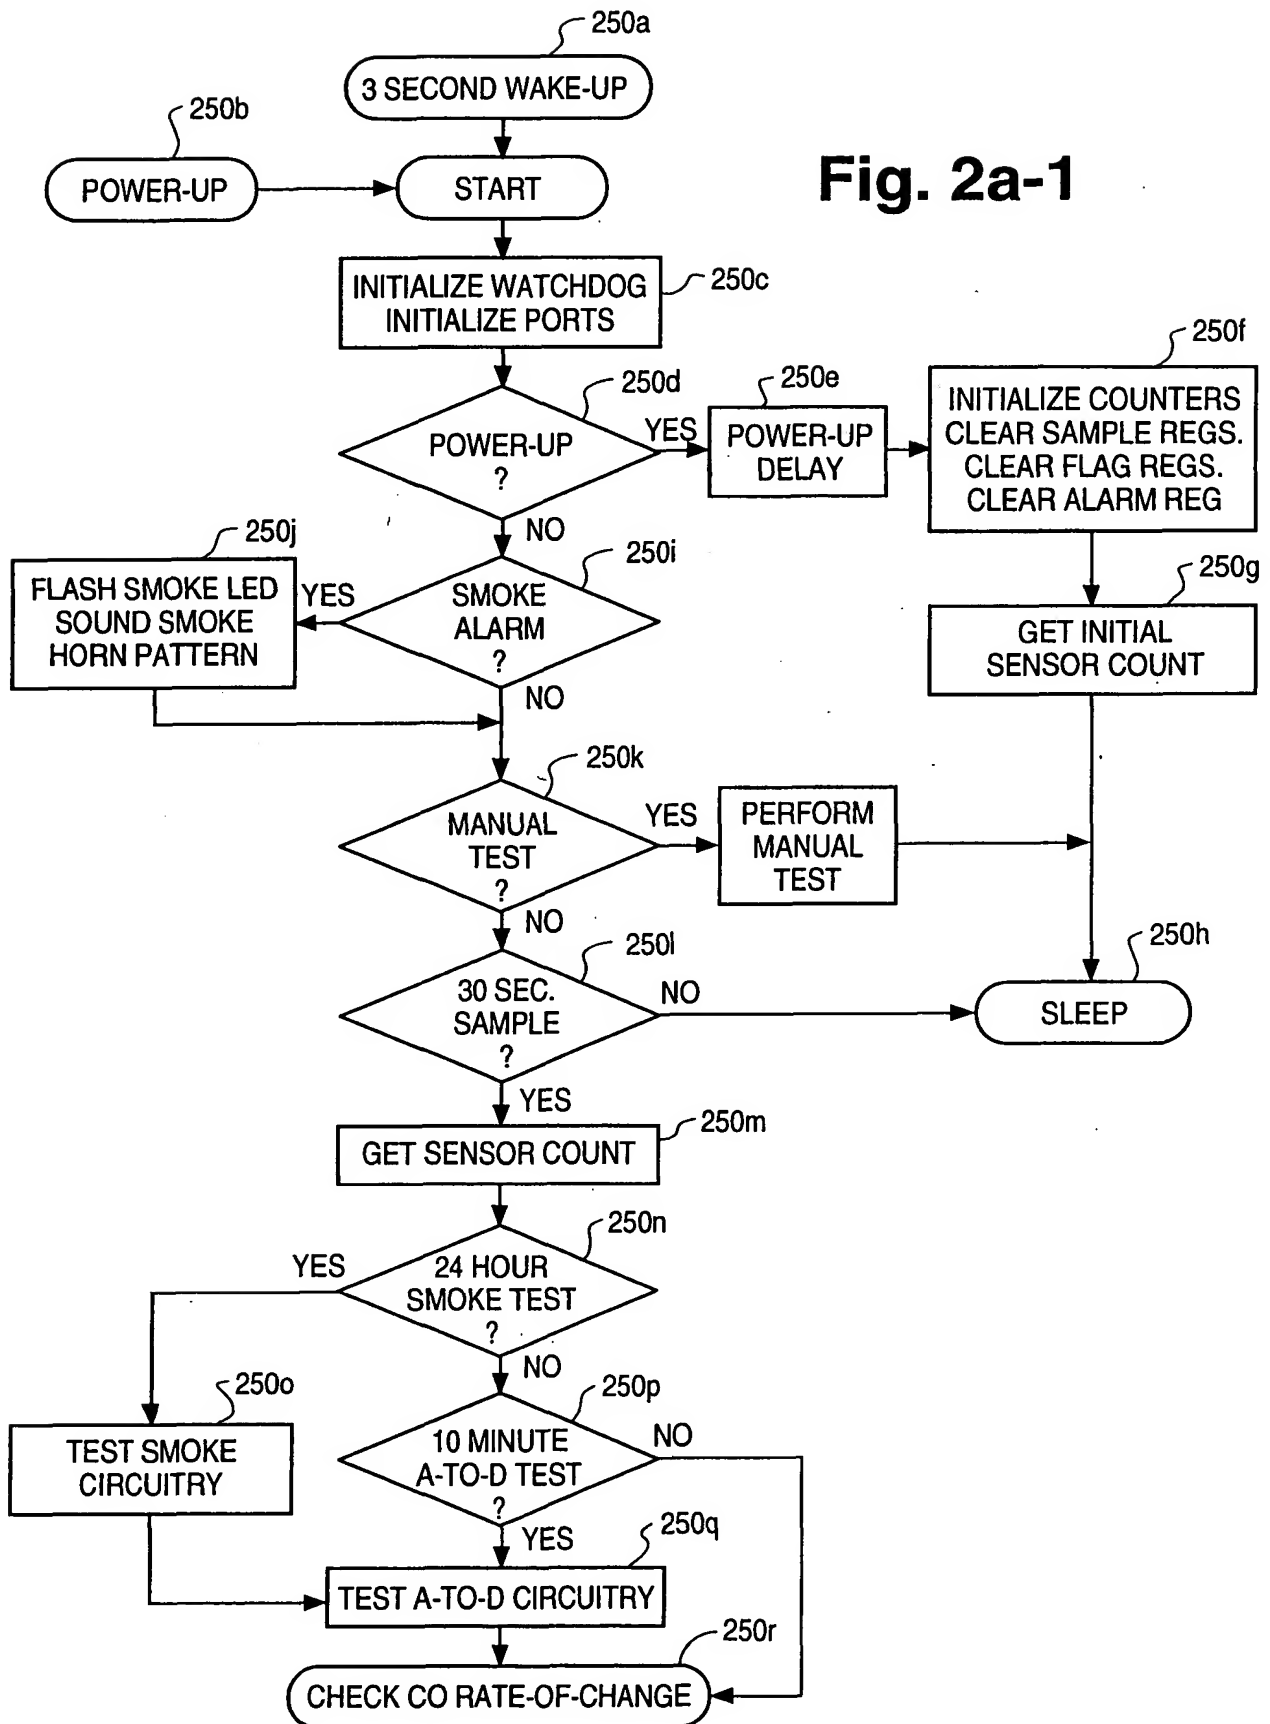 250a
3 SECOND WAKE-UP
250b
POWER-UP
START
Fig. 2a-1
INITIALIZE WATCHDOG
INITIALIZE PORTS
250c
250d
POWER-UP
?
YES
NO
250e
POWER-UP
DELAY
250f
INITIALIZE COUNTERS
CLEAR SAMPLE REGS.
CLEAR FLAG REGS.
CLEAR ALARM REG
250g
GET INITIAL
SENSOR COUNT
250j
FLASH SMOKE LED
SOUND SMOKE
HORN PATTERN
YES
250i
SMOKE
ALARM
?
NO
250k
MANUAL
TEST
?
YES
PERFORM
MANUAL
TEST
NO
250l
30 SEC.
SAMPLE
?
NO
250h
SLEEP
YES
GET SENSOR COUNT
250m
250n
24 HOUR
SMOKE TEST
?
YES
NO
250o
TEST SMOKE
CIRCUITRY
250p
10 MINUTE
A-TO-D TEST
?
NO
YES
250q
TEST A-TO-D CIRCUITRY
250r
CHECK CO RATE-OF-CHANGE